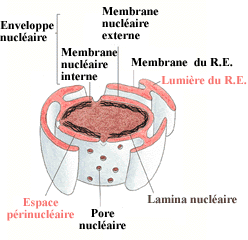 Enveloppe
nucléaire
Membrane
nucléaire
externe
Membrane
nucléaire
interne
Membrane du R.E.
Lumière du R.E.
Espace
périnucléaire
Pore
nucléaire
Lamina nucléaire